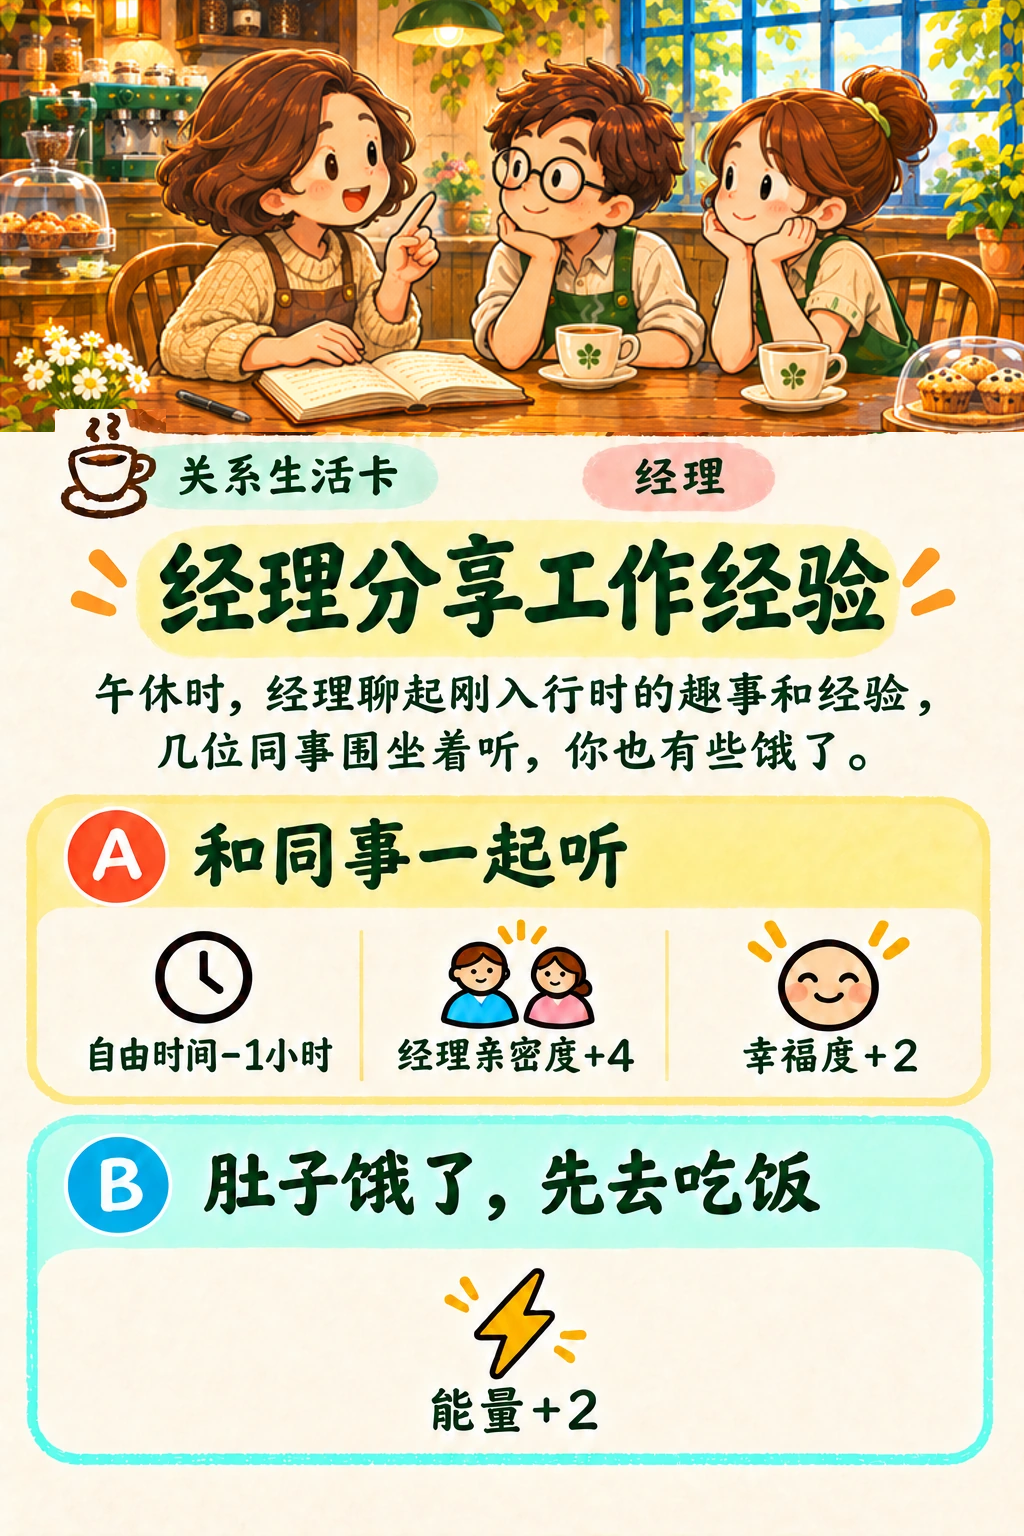 关系生活卡
经理
经理分享工作经验
午休时，经理聊起刚入行时的趣事和经验，
几位同事围坐着听，你也有些饿了。
A 和同事一起听
自由时间-1小时
经理亲密度+4
幸福度+2
B 肚子饿了，先去吃饭
能量+2